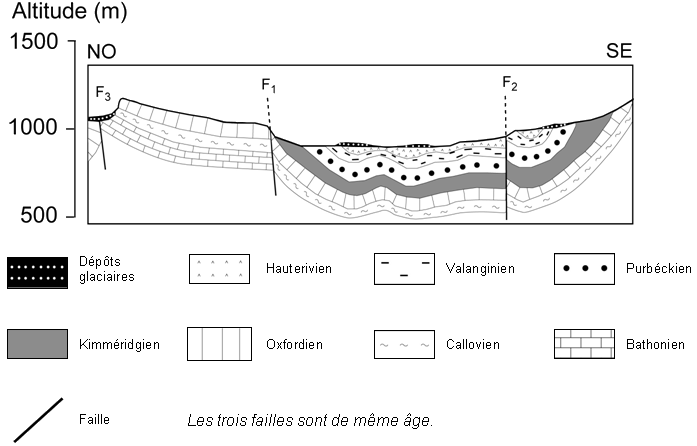 Altitude (m)
1500
NO
SE
F3
F1
F2
1000
500
Dépôts
glaciaires
Hauterivien
Valanginien
Purbéckien
Kimméridgien
Oxfordien
Callovien
Bathonien
Faille
Les trois failles sont de même âge.